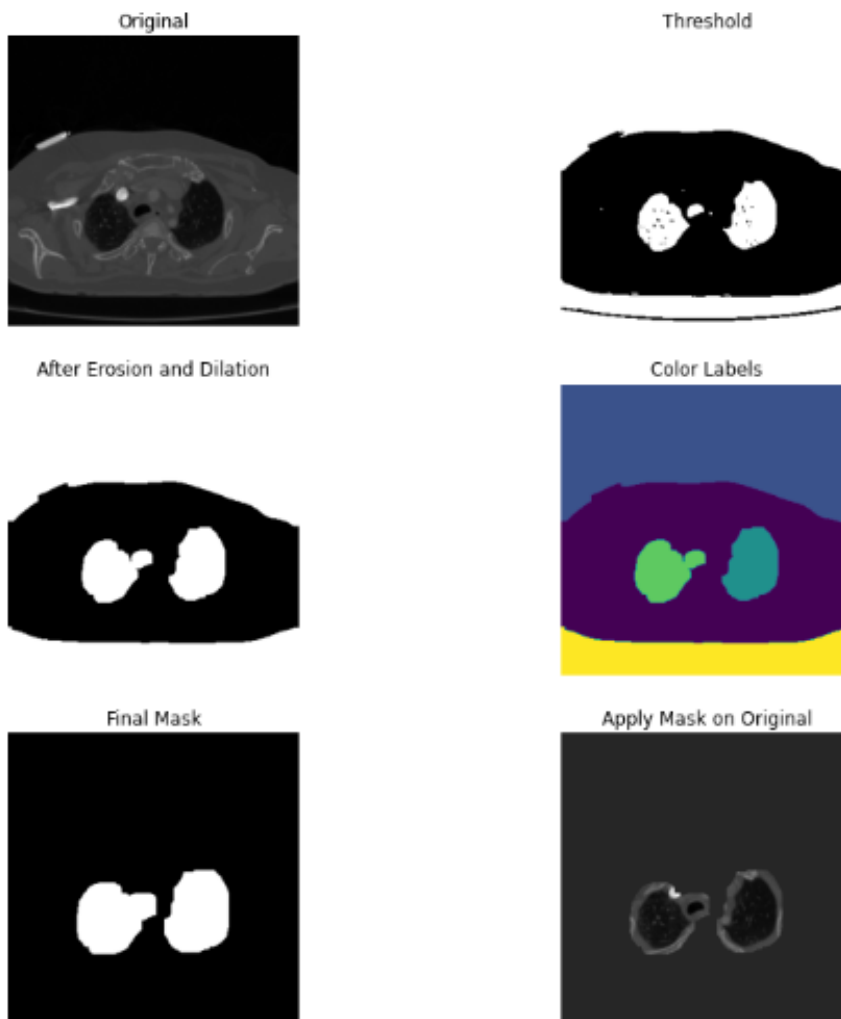 Original
Threshold
After Erosion and Dilation
Color Labels
Final Mask
Apply Mask on Original